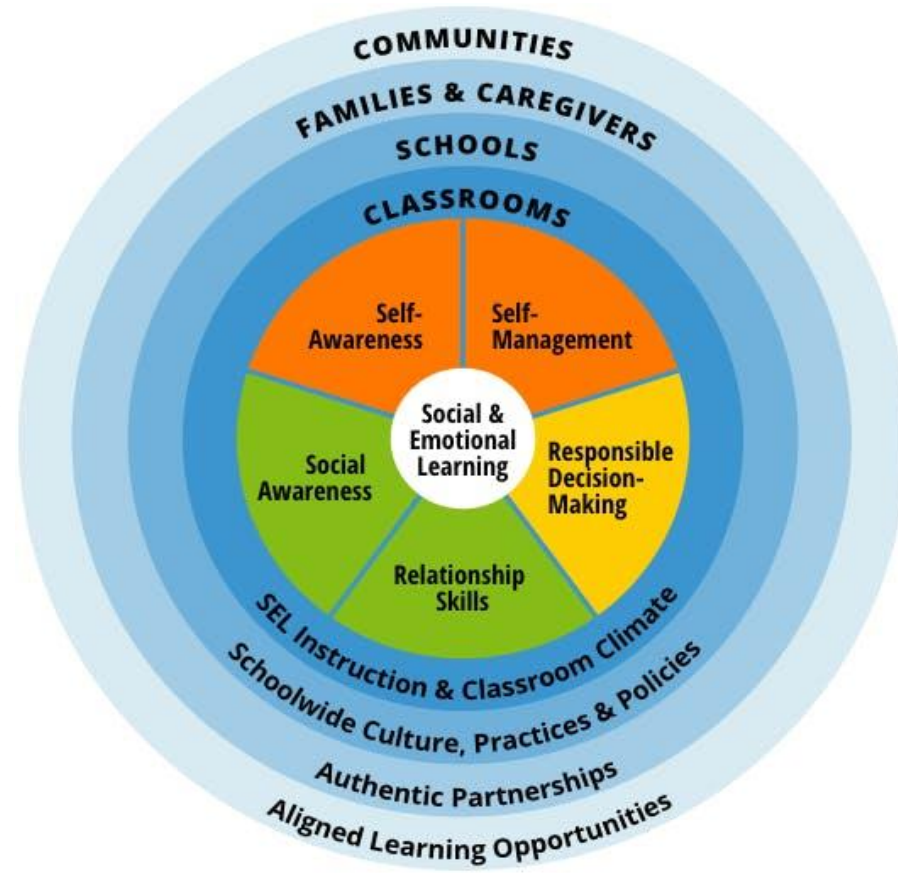 COMMUNITIES
FAMILIES & CAREGIVERS
SCHOOLS
CLASSROOMS
Self-
Awareness
Self-
Management
Social &
Emotional
Learning
Social
Awareness
Responsible
Decision-
Making
Relationship
Skills
SEL Instruction & Classroom Climate
Schoolwide Culture, Practices & Policies
Authentic Partnerships
Aligned Learning Opportunities